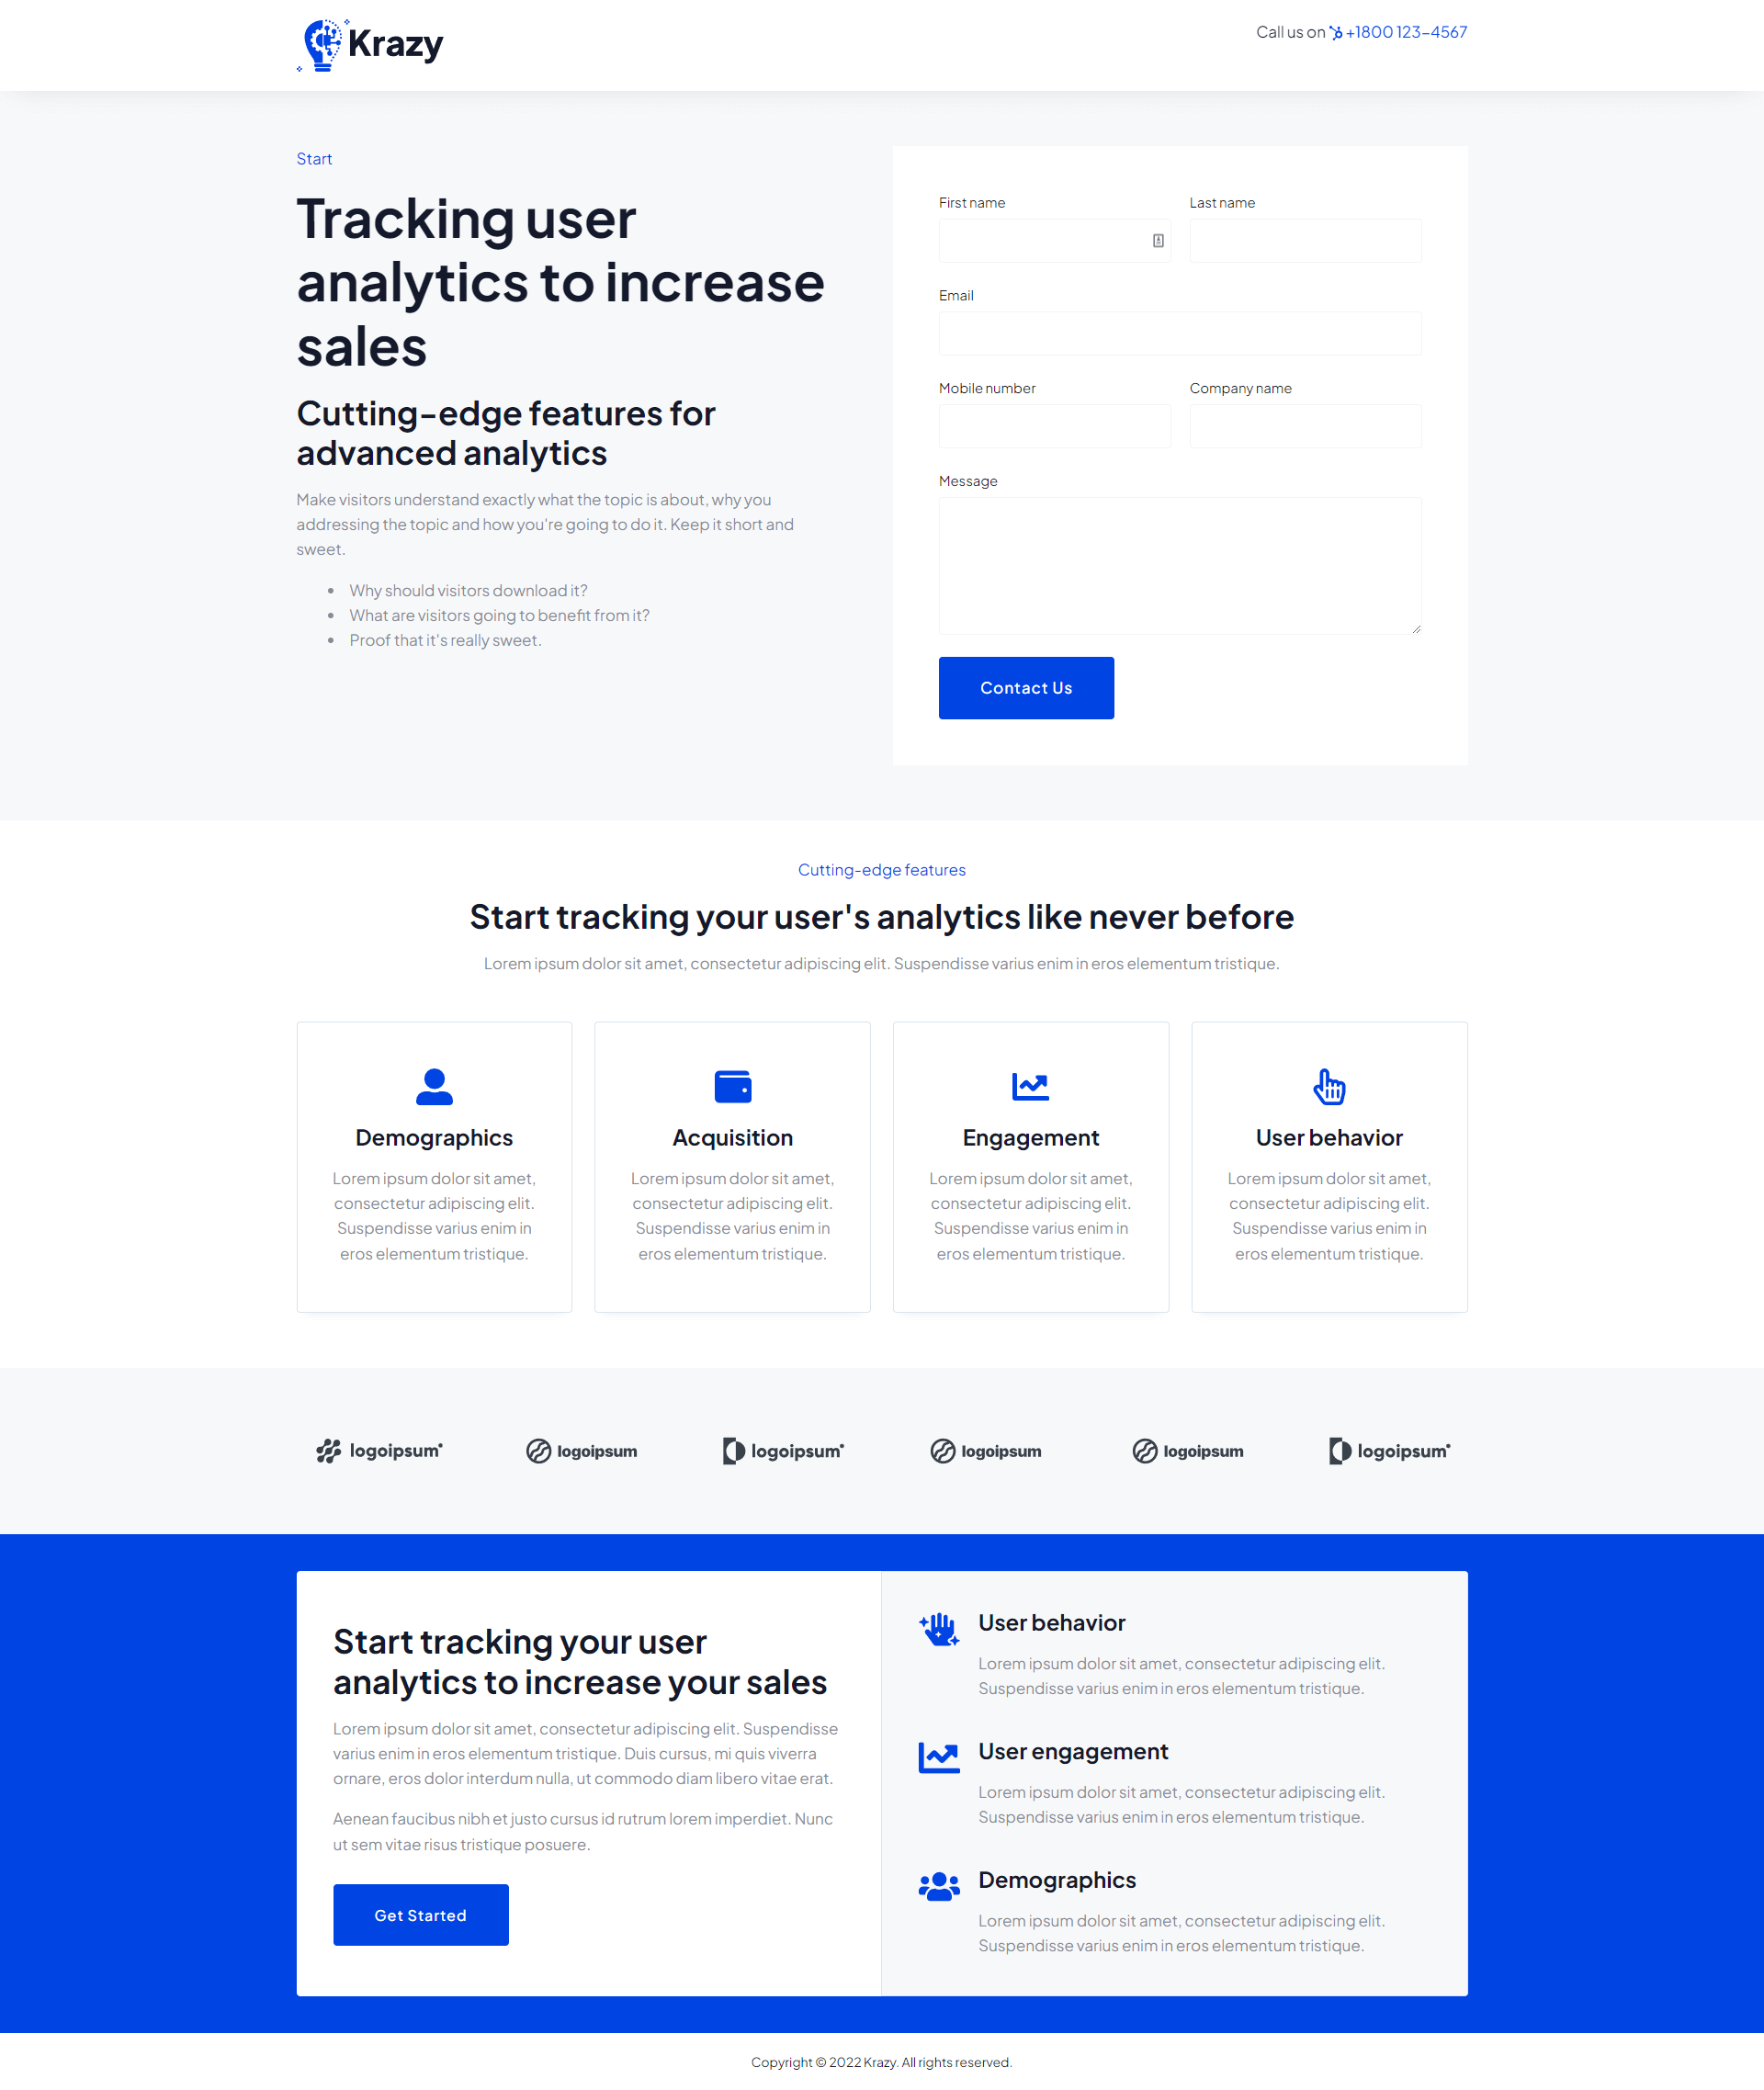 Krazy
Call us on +1800 123-4567
Start
Tracking user
analytics to increase
sales
Cutting-edge features for
advanced analytics
Make visitors understand exactly what the topic is about, why you
addressing the topic and how you're going to do it. Keep it short and
sweet.
Why should visitors download it?
What are visitors going to benefit from it?
Proof that it's really sweet.
First name
Last name
Email
Mobile number
Company name
Message
Contact Us
Cutting-edge features
Start tracking your user's analytics like never before
Lorem ipsum dolor sit amet, consectetur adipiscing elit. Suspendisse varius enim in eros elementum tristique.
Demographics
Lorem ipsum dolor sit amet,
consectetur adipiscing elit.
Suspendisse varius enim in
eros elementum tristique.
Acquisition
Lorem ipsum dolor sit amet,
consectetur adipiscing elit.
Suspendisse varius enim in
eros elementum tristique.
Engagement
Lorem ipsum dolor sit amet,
consectetur adipiscing elit.
Suspendisse varius enim in
eros elementum tristique.
User behavior
Lorem ipsum dolor sit amet,
consectetur adipiscing elit.
Suspendisse varius enim in
eros elementum tristique.
logoipsum
logoipsum
logoipsum
logoipsum
logoipsum
logoipsum
Start tracking your user
analytics to increase your sales
Lorem ipsum dolor sit amet, consectetur adipiscing elit. Suspendisse
varius enim in eros elementum tristique. Duis cursus, mi quis viverra
ornare, eros dolor interdum nulla, ut commodo diam libero vitae erat.
Aenean faucibus nibh et justo cursus id rutrum lorem imperdiet. Nunc
ut sem vitae risus tristique posuere.
Get Started
User behavior
Lorem ipsum dolor sit amet, consectetur adipiscing elit.
Suspendisse varius enim in eros elementum tristique.
User engagement
Lorem ipsum dolor sit amet, consectetur adipiscing elit.
Suspendisse varius enim in eros elementum tristique.
Demographics
Lorem ipsum dolor sit amet, consectetur adipiscing elit.
Suspendisse varius enim in eros elementum tristique.
Copyright © 2022 Krazy. All rights reserved.